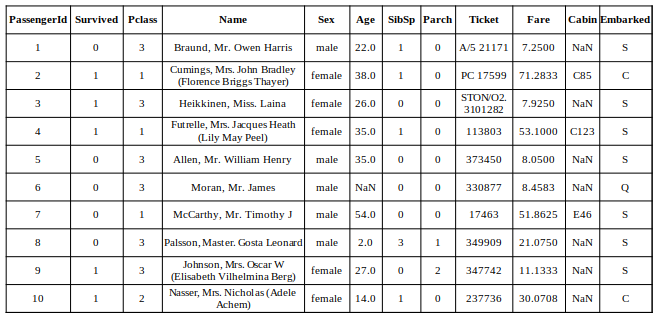 PassengerId Survived Pclass Name Sex Age SibSp Parch Ticket Fare Cabin Embarked
1 0 3 Braund, Mr. Owen Harris male 22.0 1 0 A/5 21171 7.2500 NaN S
2 1 1 Cumings, Mrs. John Bradley
(Florence Briggs Thayer) female 38.0 1 0 PC 17599 71.2833 C85 C
3 1 3 Heikkinen, Miss. Laina female 26.0 0 0 STON/O2.
3101282 7.9250 NaN S
4 1 1 Futrelle, Mrs. Jacques Heath
(Lily May Peel) female 35.0 1 0 113803 53.1000 C123 S
5 0 3 Allen, Mr. William Henry male 35.0 0 0 373450 8.0500 NaN S
6 0 3 Moran, Mr. James male NaN 0 0 330877 8.4583 NaN Q
7 0 1 McCarthy, Mr. Timothy J male 54.0 0 0 17463 51.8625 E46 S
8 0 3 Palsson, Master. Gosta Leonard male 2.0 3 1 349909 21.0750 NaN S
9 1 3 Johnson, Mrs. Oscar W
(Elisabeth Vilhelmina Berg) female 27.0 0 2 347742 11.1333 NaN S
10 1 2 Nasser, Mrs. Nicholas (Adele
Achem) female 14.0 1 0 237736 30.0708 NaN C